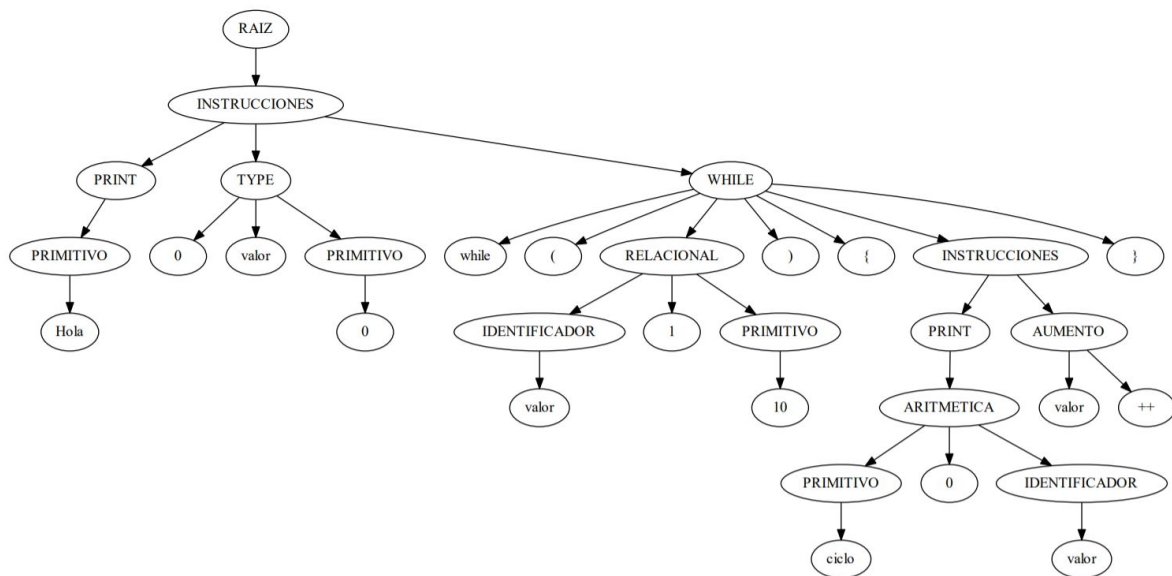 RAIZ
INSTRUCCIONES
PRINT TYPE WHILE
PRIMITIVO 0 valor PRIMITIVO while ( RELACIONAL ) { INSTRUCCIONES }
Hola 0 IDENTIFICADOR 1 PRIMITIVO PRINT AUMENTO
valor 10 ARITMETICA valor ++
PRIMITIVO 0 IDENTIFICADOR
ciclo valor